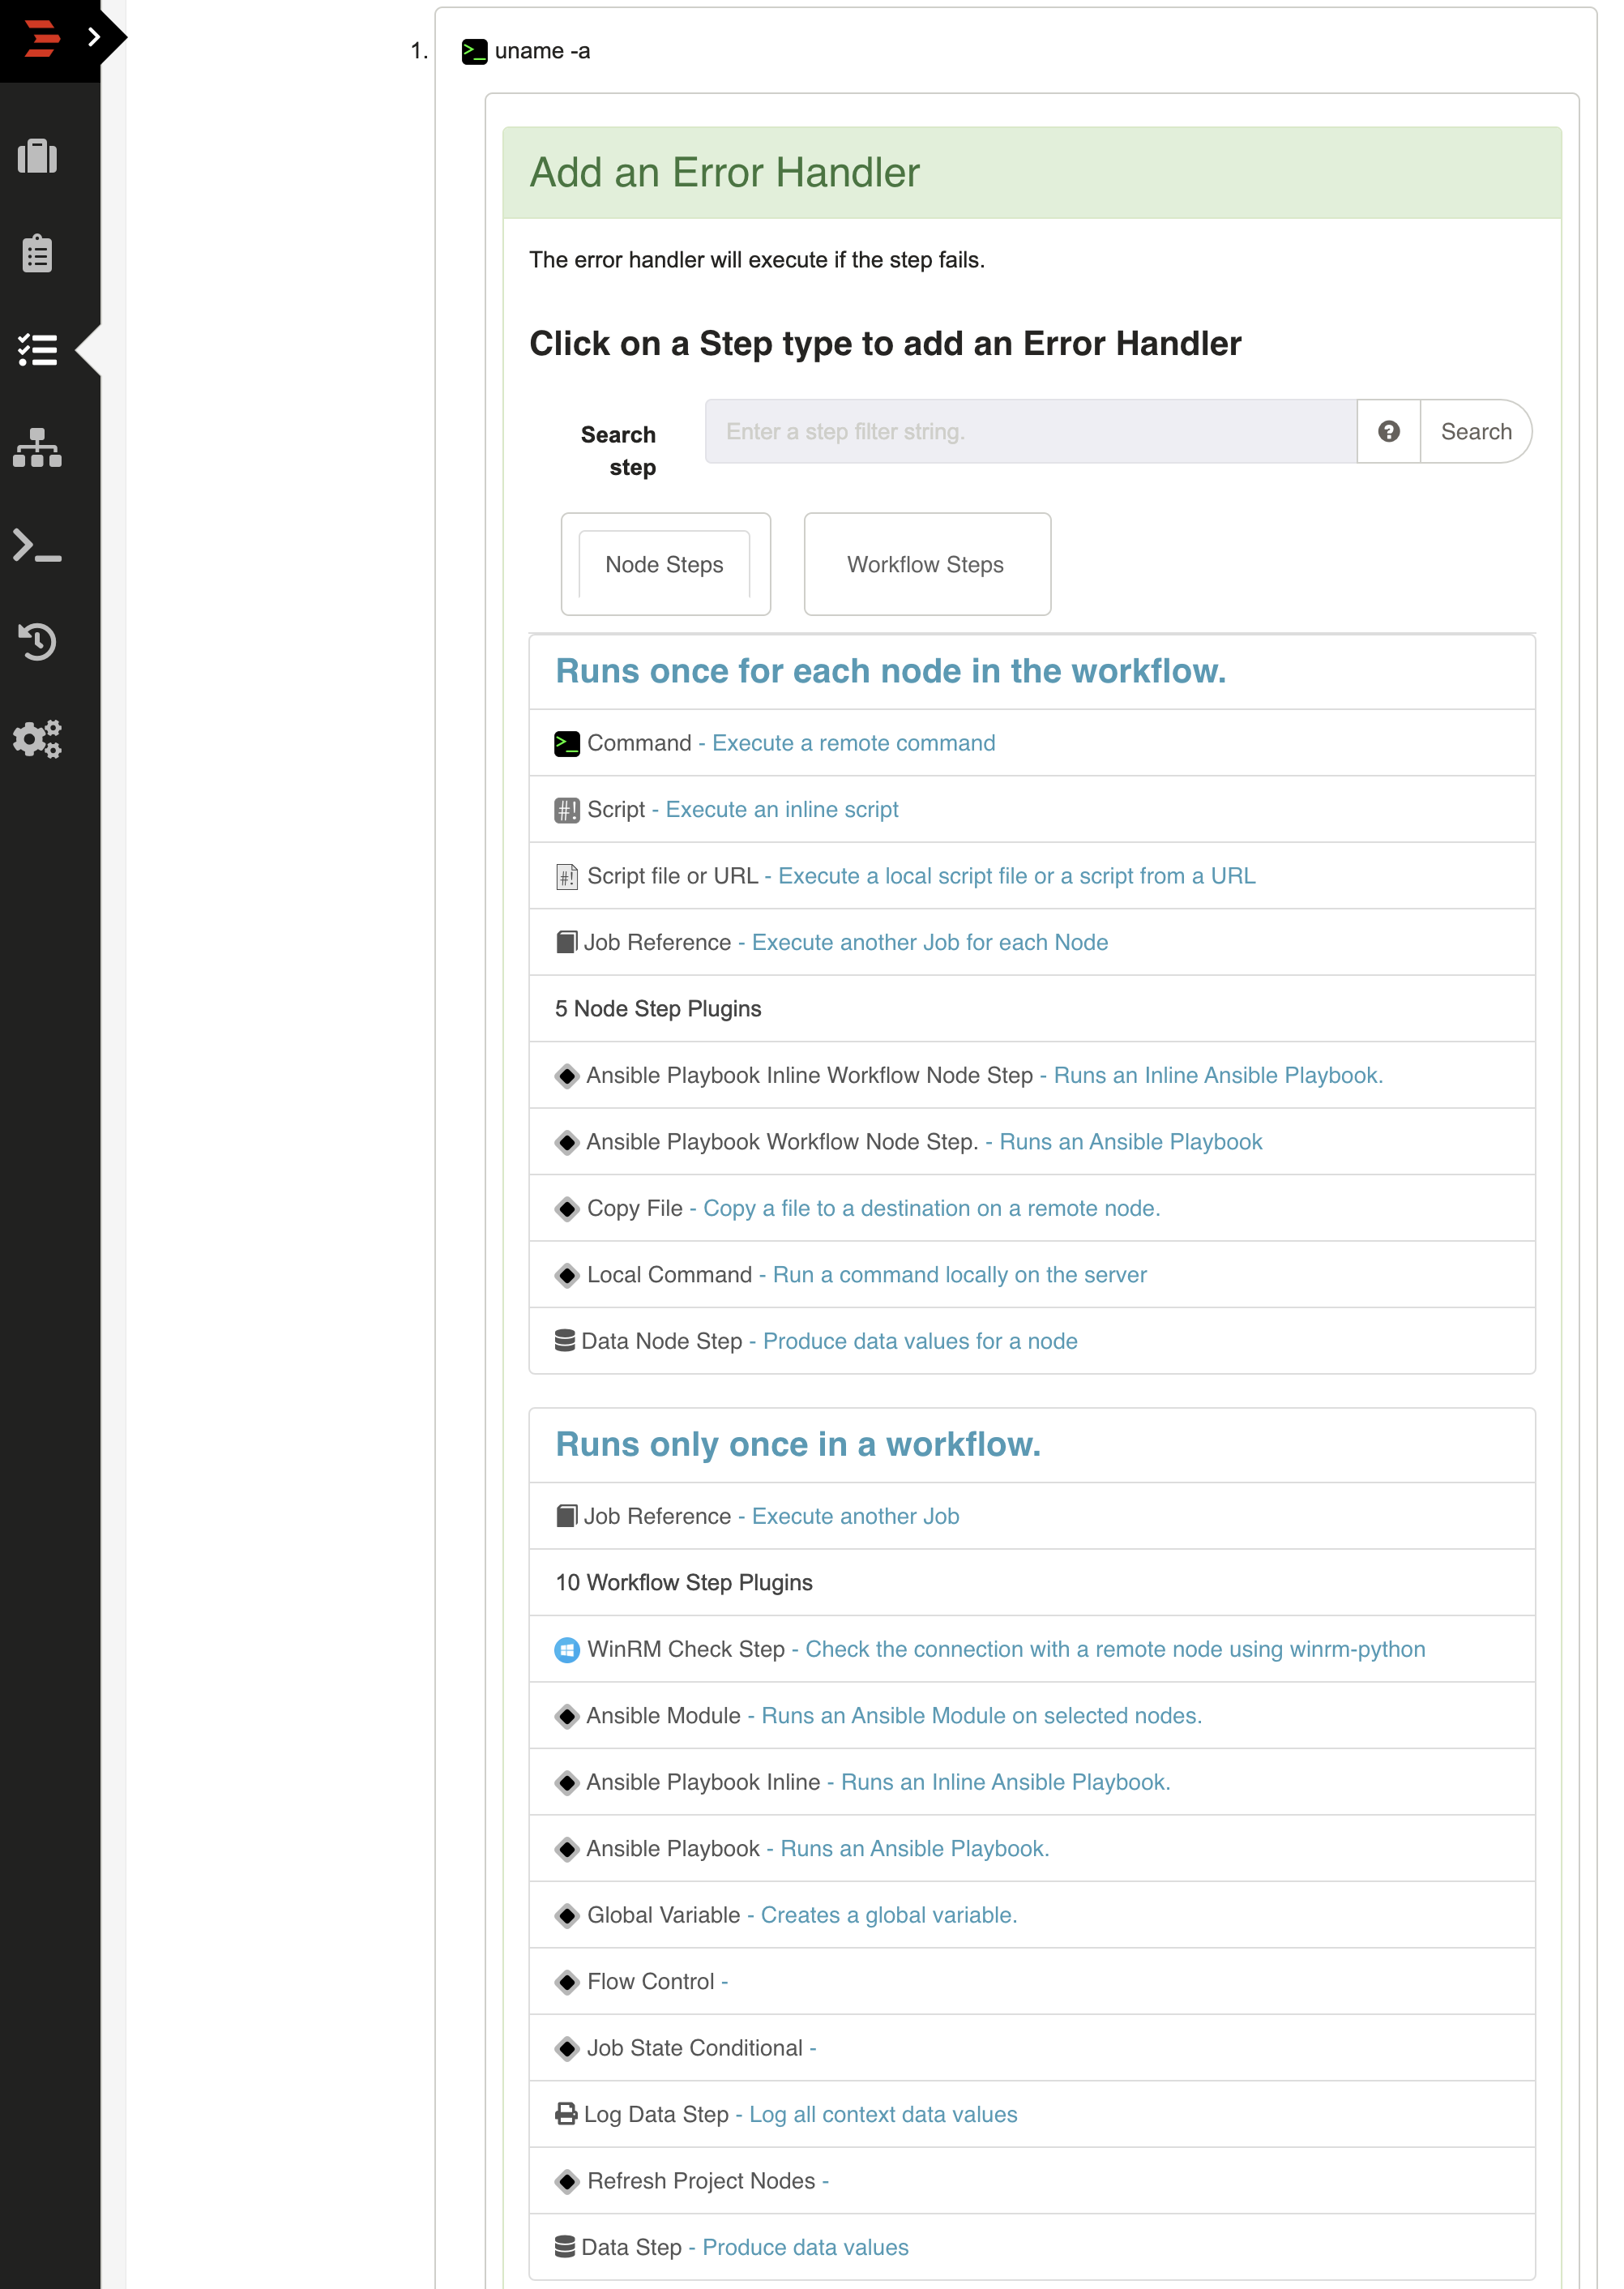 1. uname -a
Add an Error Handler
The error handler will execute if the step fails.
Click on a Step type to add an Error Handler
Search
step
Enter a step filter string.
Search
Node Steps
Workflow Steps
Runs once for each node in the workflow.
Command - Execute a remote command
#! Script - Execute an inline script
#! Script file or URL - Execute a local script file or a script from a URL
Job Reference - Execute another Job for each Node
5 Node Step Plugins
Ansible Playbook Inline Workflow Node Step - Runs an Inline Ansible Playbook.
Ansible Playbook Workflow Node Step. - Runs an Ansible Playbook
Copy File - Copy a file to a destination on a remote node.
Local Command - Run a command locally on the server
Data Node Step - Produce data values for a node
Runs only once in a workflow.
Job Reference - Execute another Job
10 Workflow Step Plugins
WinRM Check Step - Check the connection with a remote node using winrm-python
Ansible Module - Runs an Ansible Module on selected nodes.
Ansible Playbook Inline - Runs an Inline Ansible Playbook.
Ansible Playbook - Runs an Ansible Playbook.
Global Variable - Creates a global variable.
Flow Control -
Job State Conditional -
Log Data Step - Log all context data values
Refresh Project Nodes -
Data Step - Produce data values